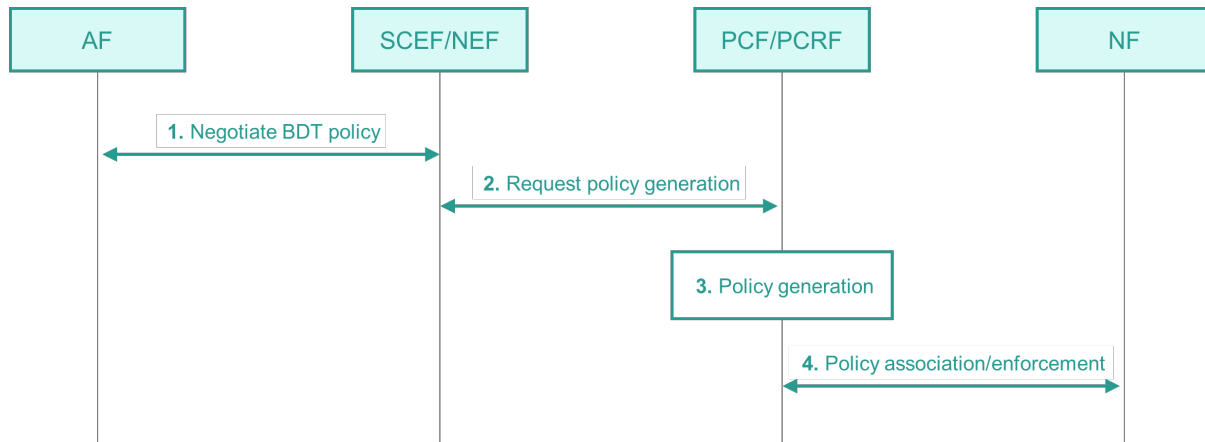 AF
SCEF/NEF
PCF/PCRF
NF
1. Negotiate BDT policy
2. Request policy generation
3. Policy generation
4. Policy association/enforcement